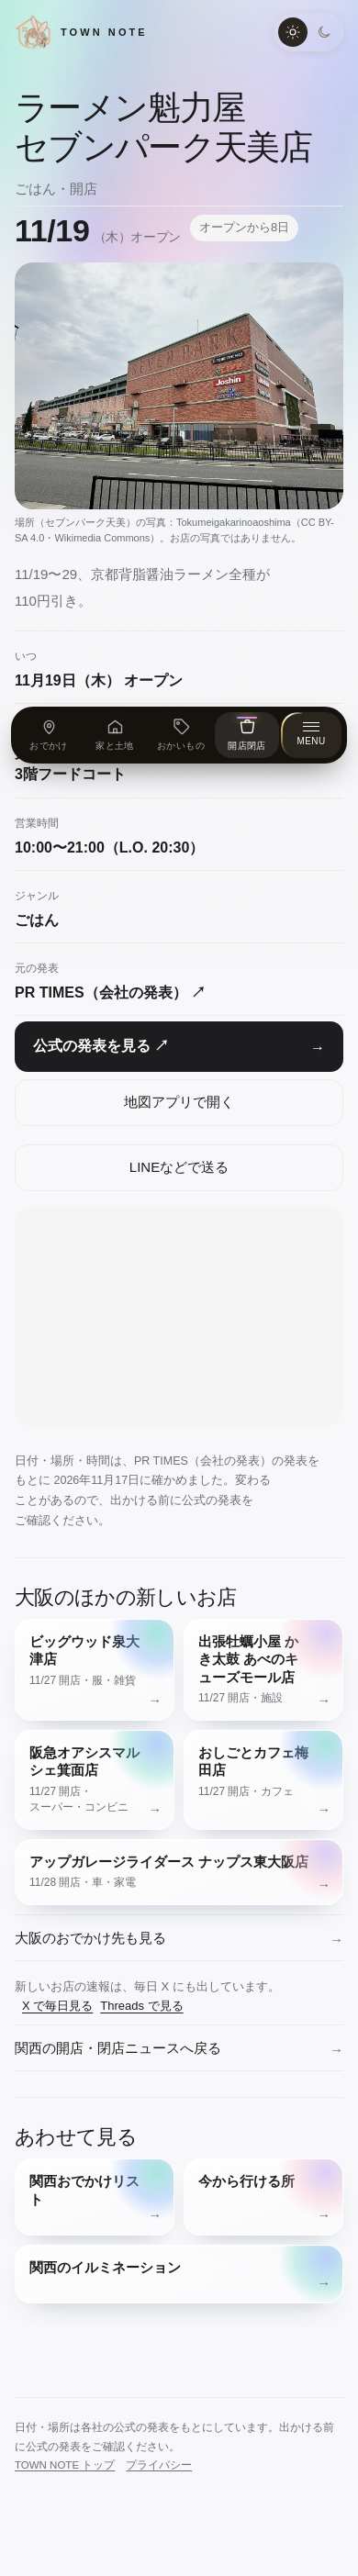 TOWN NOTE
ラーメン魁力屋
セブンパーク天美店
ごはん・開店
11/19（木）オープン
オープンから8日
Joshin
場所（セブンパーク天美）の写真：Tokumeigakarinoaoshima（CC BY-
SA 4.0・Wikimedia Commons）。お店の写真ではありません。
11/19〜29、京都背脂醤油ラーメン全種が
110円引き。
いつ
11月19日（木） オープン
おでかけ
家と土地
おかいもの
開店閉店
MENU
3階フードコート
営業時間
10:00〜21:00（L.O. 20:30）
ジャンル
ごはん
元の発表
PR TIMES（会社の発表） ↗
公式の発表を見る ↗ →
地図アプリで開く
LINEなどで送る
日付・場所・時間は、PR TIMES（会社の発表）の発表を
もとに 2026年11月17日に確かめました。変わる
ことがあるので、出かける前に公式の発表を
ご確認ください。
大阪のほかの新しいお店
ビッグウッド泉大
津店
11/27 開店・服・雑貨
→
出張牡蠣小屋 か
き太鼓 あべのキ
ューズモール店
11/27 開店・施設
→
阪急オアシスマル
シェ箕面店
11/27 開店・
スーパー・コンビニ
→
おしごとカフェ梅
田店
11/27 開店・カフェ
→
アップガレージライダース ナップス東大阪店
11/28 開店・車・家電
→
大阪のおでかけ先も見る →
新しいお店の速報は、毎日 X にも出しています。
X で毎日見る Threads で見る
関西の開店・閉店ニュースへ戻る →
あわせて見る
関西おでかけリス
ト
→
今から行ける所
→
関西のイルミネーション
→
日付・場所は各社の公式の発表をもとにしています。出かける前
に公式の発表をご確認ください。
TOWN NOTE トップ プライバシー